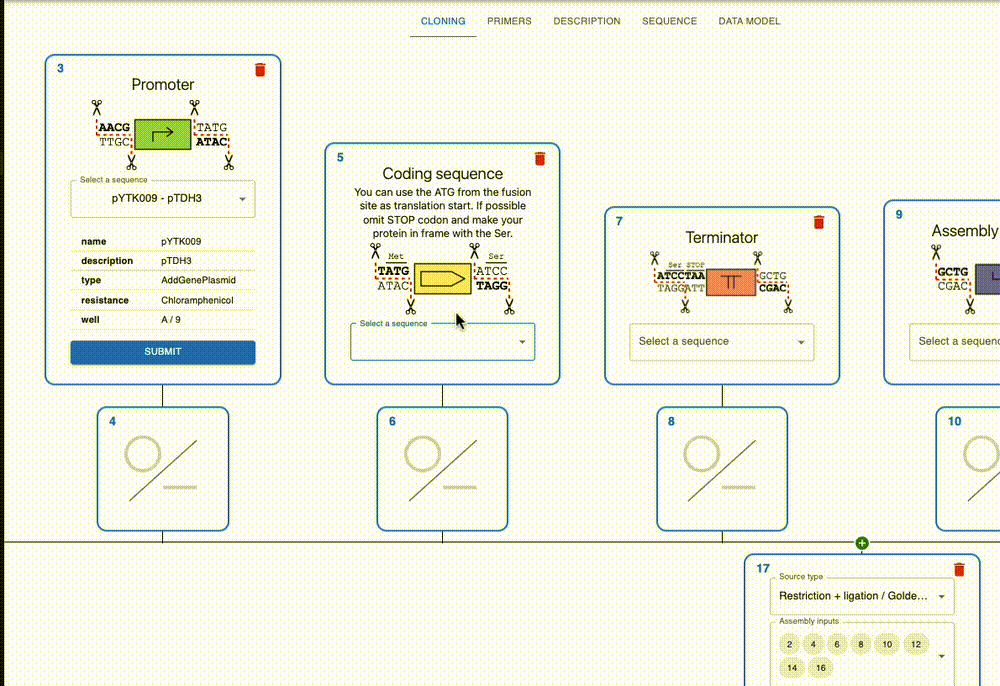 CLONING PRIMERS DESCRIPTION SEQUENCE DATA MODEL
3
Promoter
AACG TATG
TTGC ATAC
Select a sequence
pYTK009 - pTDH3
name pYTK009
description pTDH3
type AddGenePlasmid
resistance Chloramphenicol
well A / 9
SUBMIT
4
5
Coding sequence
You can use the ATG from the fusion
site as translation start. If possible
omit STOP codon and make your
protein in frame with the Ser.
Met Ser
TATG ATCC
ATAC TAGG
Select a sequence
6
7
Terminator
Ser STOP
ATCCTAA GCTG
TAGGATT CGAC
Select a sequence
8
9
Assembly
GCTG
CGAC
Select a sequenc
10
17
Source type
Restriction + ligation / Golde...
Assembly inputs
2 4 6 8 10 12
14 16